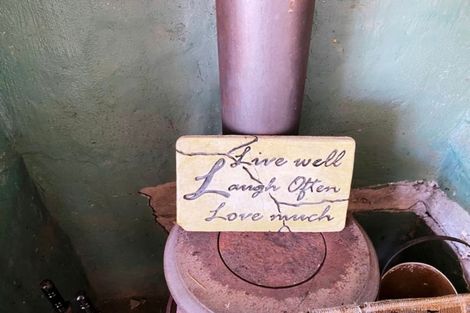 Live well
Laugh Often
Love much